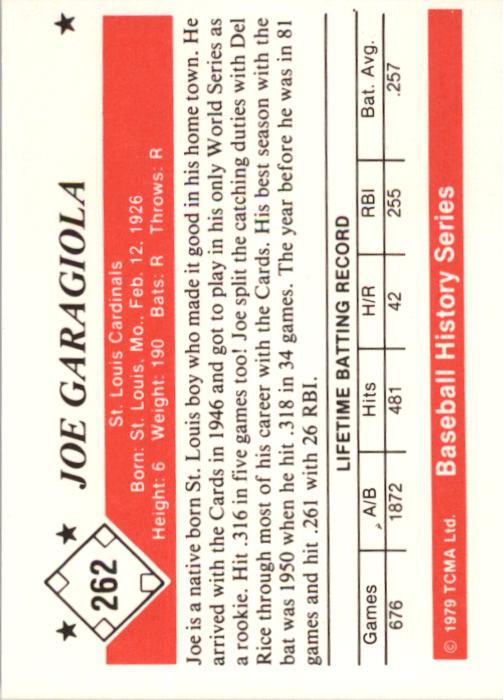 262
JOE GARAGIOLA
St. Louis Cardinals
Born: St. Louis, Mo., Feb. 12, 1926
Height: 6 Weight: 190 Bats: R Throws: R
Joe is a native born St. Louis boy who made it good in his home town. He
arrived with the Cards in 1946 and got to play in his only World Series as
a rookie. Hit .316 in five games too! Joe split the catching duties with Del
Rice through most of his career with the Cards. His best season with the
bat was 1950 when he hit .318 in 34 games. The year before he was in 81
games and hit .261 with 26 RBI.
LIFETIME BATTING RECORD
Games A/B Hits H/R RBI Bat. Avg.
676 1872 481 42 255 .257
© 1979 TCMA Ltd. Baseball History Series